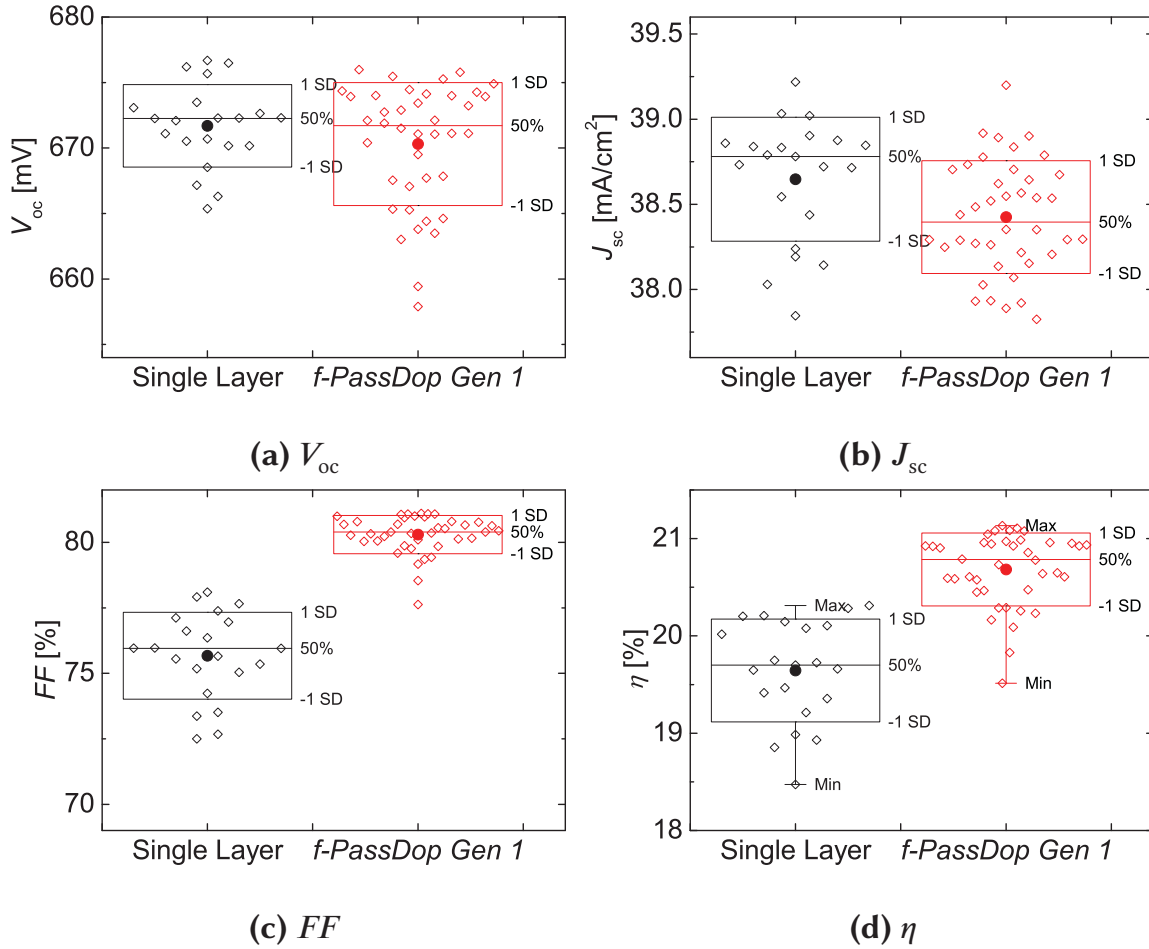 680
670
660
V_oc [mV]
1 SD
50%
-1 SD
1 SD
50%
-1 SD
Single Layer
f-PassDop Gen 1
(a) V_oc
39.5
39.0
38.5
38.0
J_sc [mA/cm²]
1 SD
50%
-1 SD
1 SD
50%
-1 SD
Single Layer
f-PassDop Gen 1
(b) J_sc
80
75
70
FF [%]
1 SD
50%
-1 SD
1 SD
50%
-1 SD
Single Layer
f-PassDop Gen 1
(c) FF
21
20
19
18
η [%]
Max
1 SD
50%
-1 SD
Min
Max
1 SD
50%
-1 SD
Min
Single Layer
f-PassDop Gen 1
(d) η